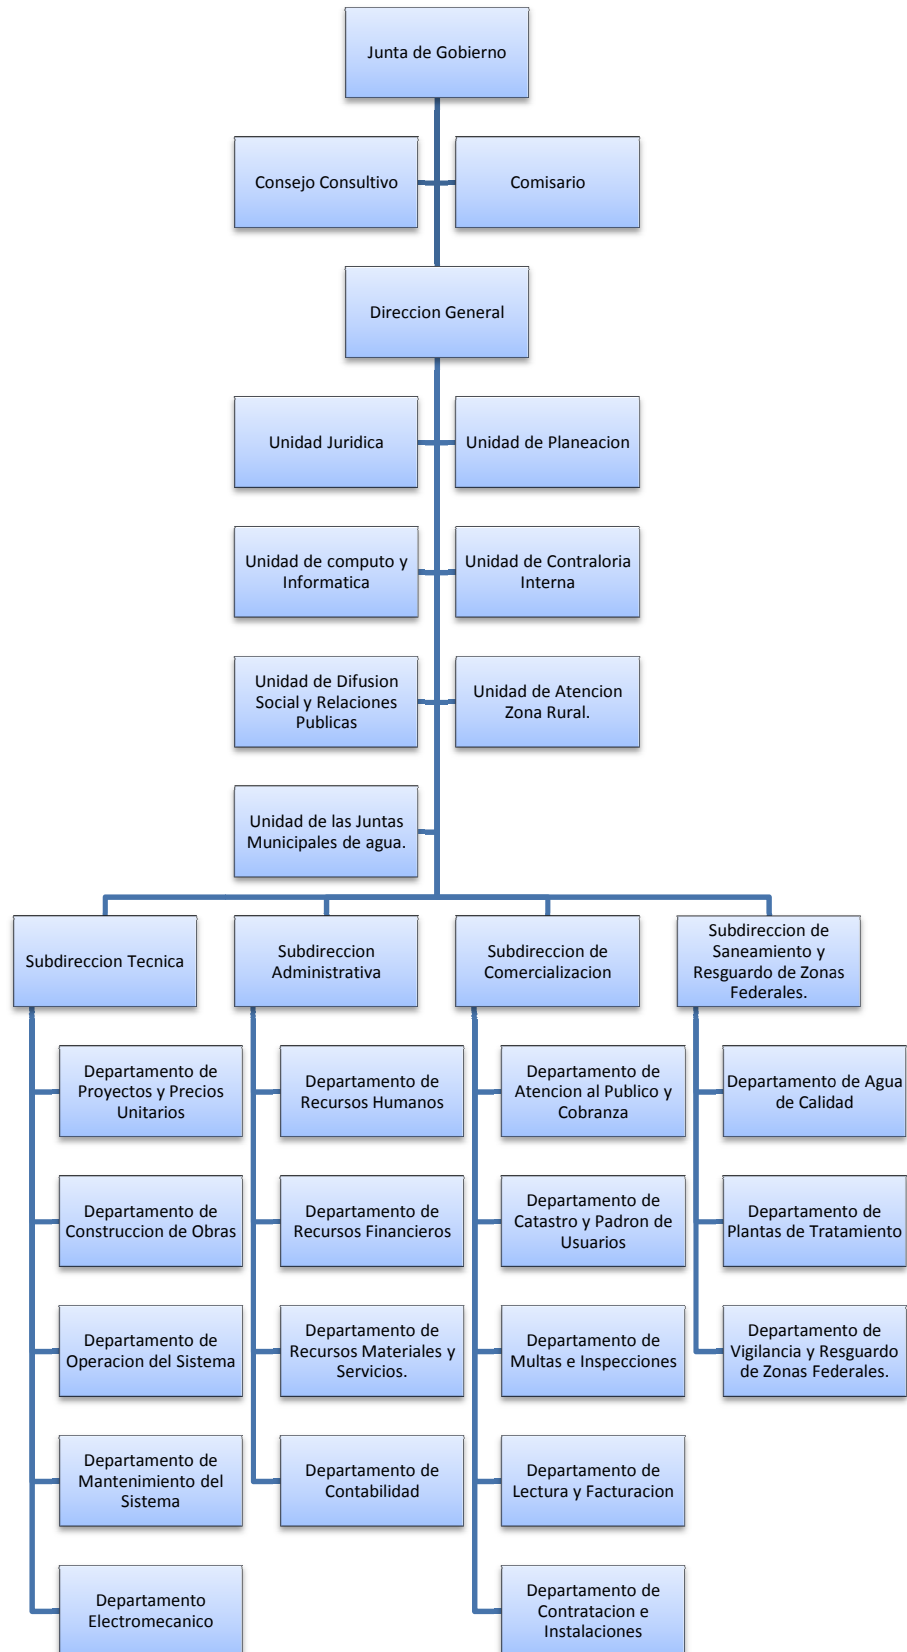 Junta de Gobierno
Consejo Consultivo
Comisario
Direccion General
Unidad Juridica
Unidad de Planeacion
Unidad de computo y
Informatica
Unidad de Contraloria
Interna
Unidad de Difusion
Social y Relaciones
Publicas
Unidad de Atencion
Zona Rural.
Unidad de las Juntas
Municipales de agua.
Subdireccion Tecnica
Subdireccion
Administrativa
Subdireccion de
Comercializacion
Subdireccion de
Saneamiento y
Resguardo de Zonas
Federales.
Departamento de
Proyectos y Precios
Unitarios
Departamento de
Recursos Humanos
Departamento de
Atencion al Publico y
Cobranza
Departamento de Agua
de Calidad
Departamento de
Construccion de Obras
Departamento de
Recursos Financieros
Departamento de
Catastro y Padron de
Usuarios
Departamento de
Plantas de Tratamiento
Departamento de
Operacion del Sistema
Departamento de
Recursos Materiales y
Servicios.
Departamento de
Multas e Inspecciones
Departamento de
Vigilancia y Resguardo
de Zonas Federales.
Departamento de
Mantenimiento del
Sistema
Departamento de
Contabilidad
Departamento de
Lectura y Facturacion
Departamento
Electromecanico
Departamento de
Contratacion e
Instalaciones